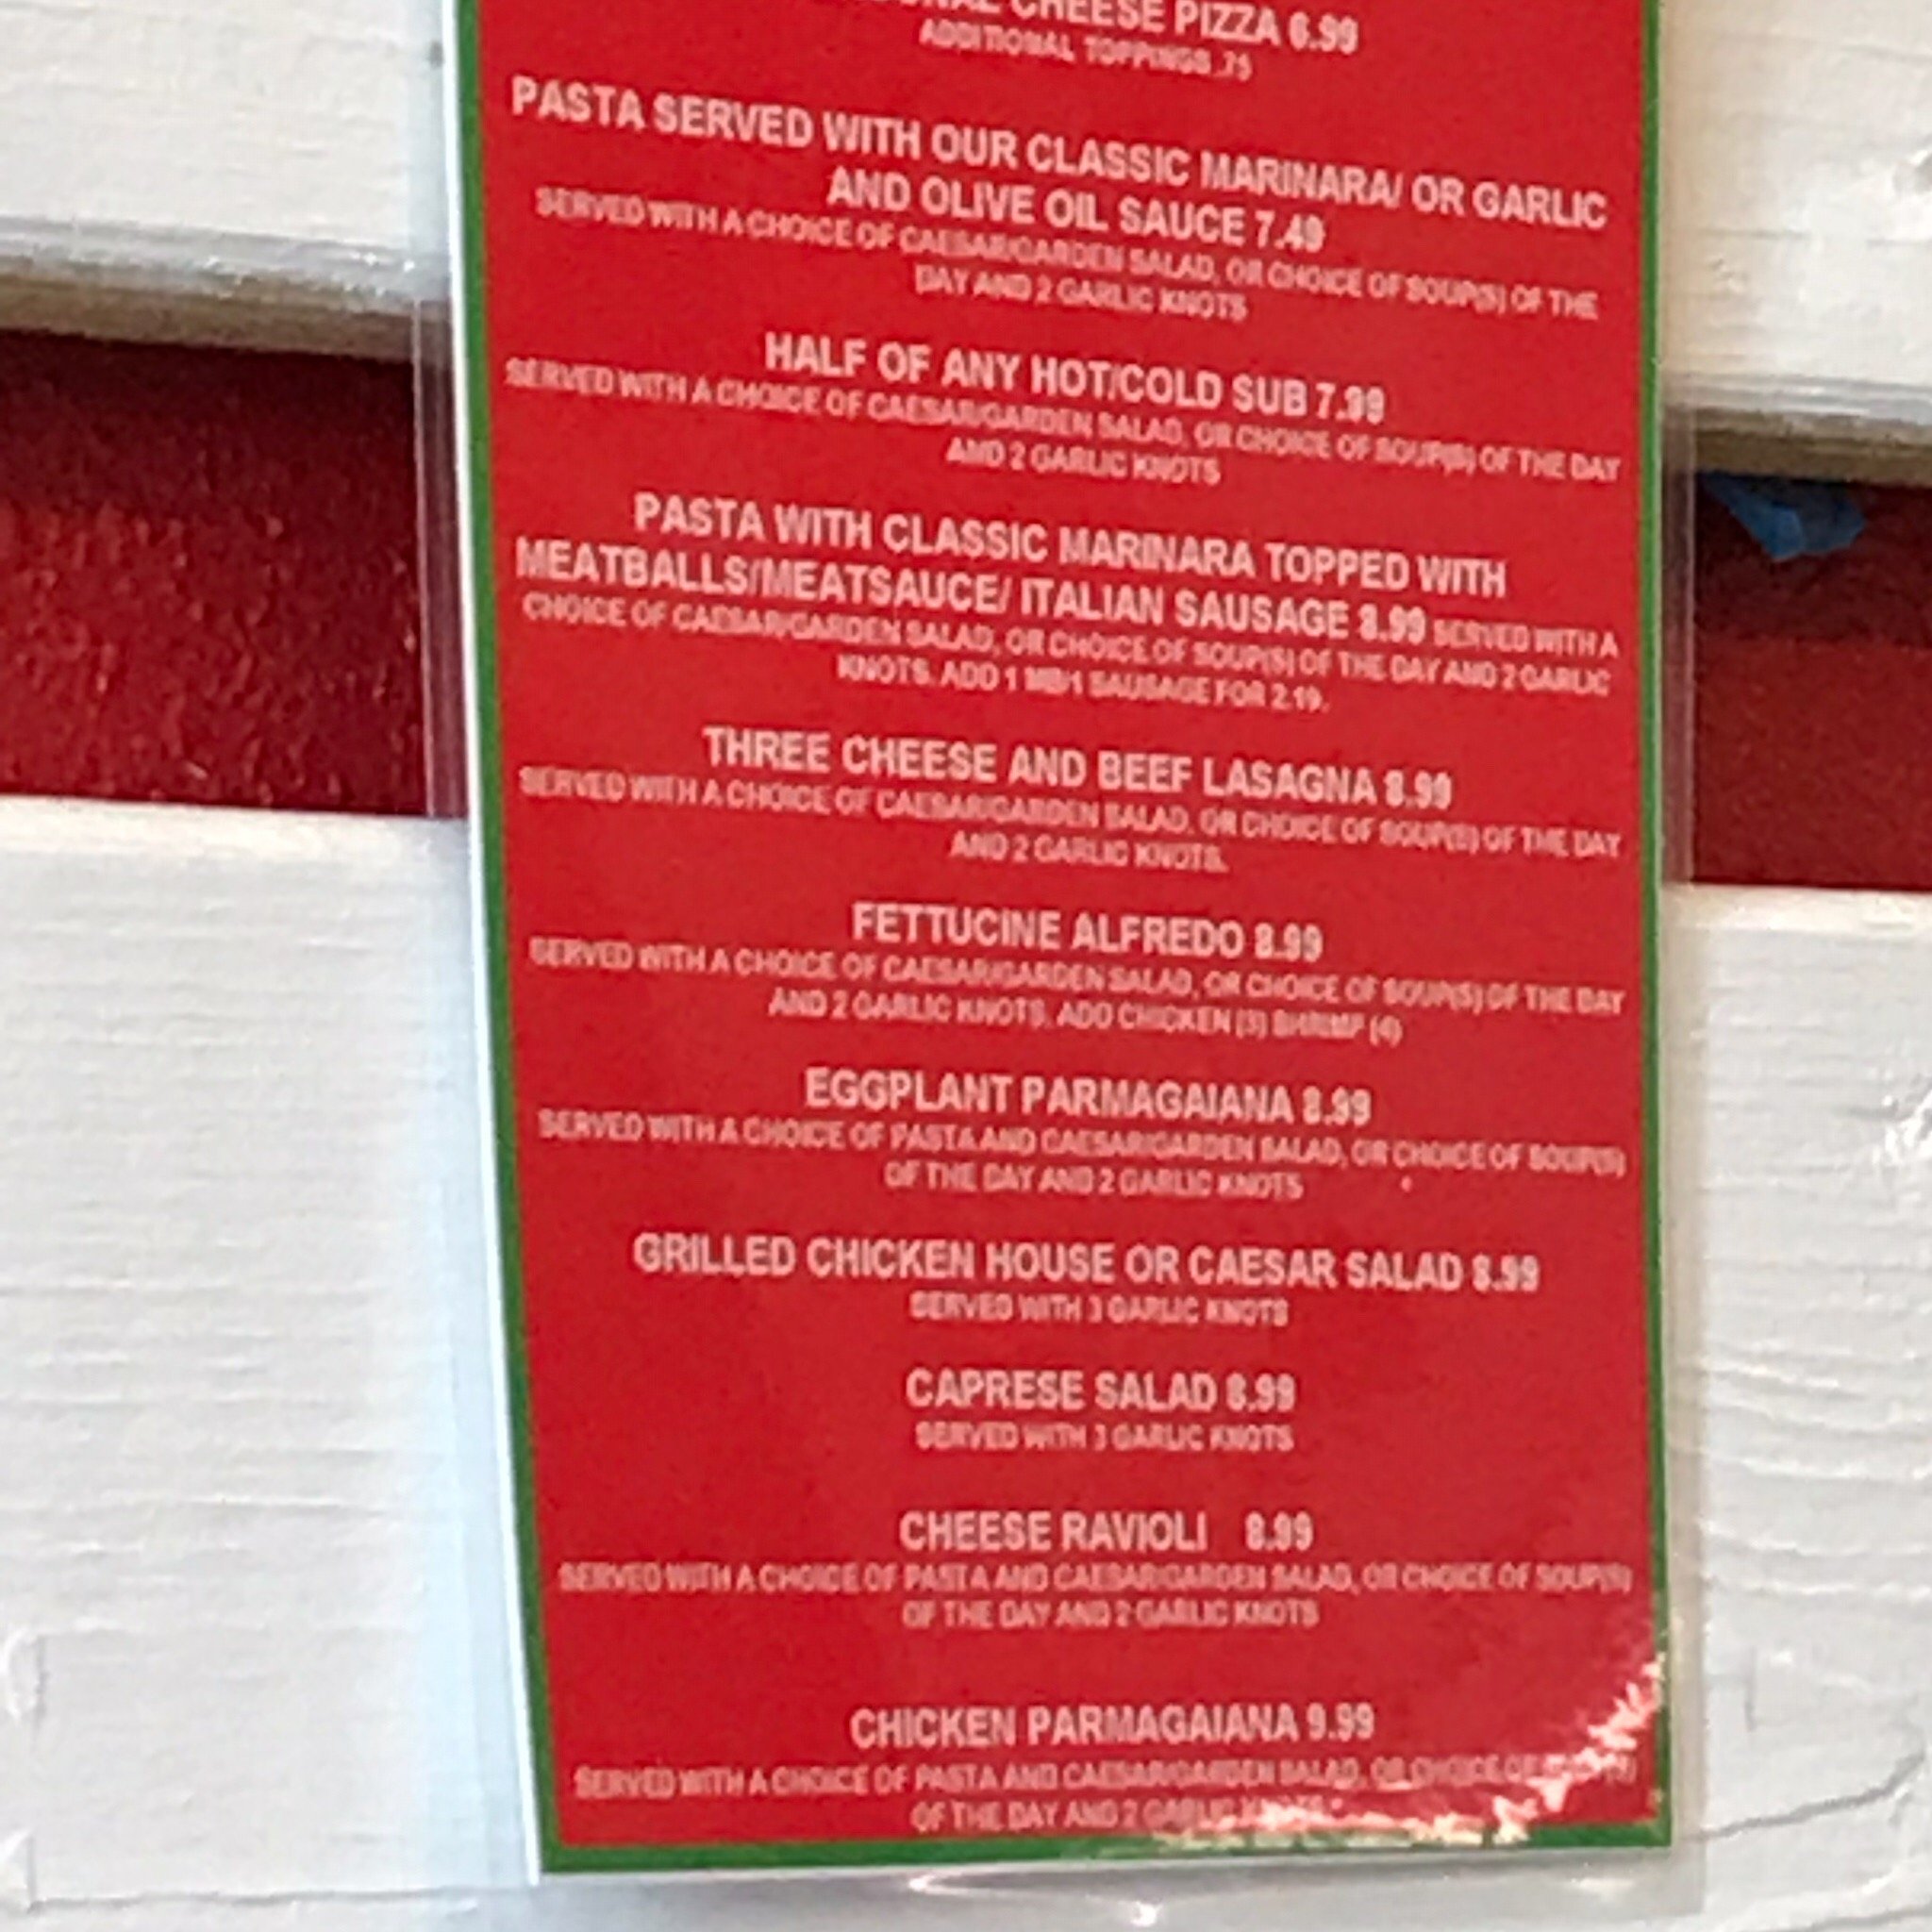 CHEESE PIZZA 6.99
ADDITIONAL TOPPINGS .75
PASTA SERVED WITH OUR CLASSIC MARINARA/ OR GARLIC
AND OLIVE OIL SAUCE 7.49
SERVED WITH A CHOICE OF CAESAR/GARDEN SALAD, OR CHOICE OF SOUP(S) OF THE
DAY AND 2 GARLIC KNOTS
HALF OF ANY HOT/COLD SUB 7.99
SERVED WITH A CHOICE OF CAESAR/GARDEN SALAD, OR CHOICE OF SOUP(S) OF THE DAY
AND 2 GARLIC KNOTS
PASTA WITH CLASSIC MARINARA TOPPED WITH
MEATBALLS/MEATSAUCE/ ITALIAN SAUSAGE 8.99 SERVED WITH A
CHOICE OF CAESAR/GARDEN SALAD, OR CHOICE OF SOUP(S) OF THE DAY AND 2 GARLIC
KNOTS. ADD 1 MB/1 SAUSAGE FOR 2.19.
THREE CHEESE AND BEEF LASAGNA 8.99
SERVED WITH A CHOICE OF CAESAR/GARDEN SALAD, OR CHOICE OF SOUP(S) OF THE DAY
AND 2 GARLIC KNOTS.
FETTUCINE ALFREDO 8.99
SERVED WITH A CHOICE OF CAESAR/GARDEN SALAD, OR CHOICE OF SOUP(S) OF THE DAY
AND 2 GARLIC KNOTS. ADD CHICKEN (3) SHRIMP (4)
EGGPLANT PARMAGAIANA 8.99
SERVED WITH A CHOICE OF PASTA AND CAESAR/GARDEN SALAD, OR CHOICE OF SOUP(S)
OF THE DAY AND 2 GARLIC KNOTS
GRILLED CHICKEN HOUSE OR CAESAR SALAD 8.99
SERVED WITH 3 GARLIC KNOTS
CAPRESE SALAD 8.99
SERVED WITH 3 GARLIC KNOTS
CHEESE RAVIOLI 8.99
SERVED WITH A CHOICE OF PASTA AND CAESAR/GARDEN SALAD, OR CHOICE OF SOUP(S)
OF THE DAY AND 2 GARLIC KNOTS
CHICKEN PARMAGAIANA 9.99
SERVED WITH A CHOICE OF PASTA AND CAESAR/GARDEN SALAD, OR CHOICE OF
OF THE DAY AND 2 GARLIC